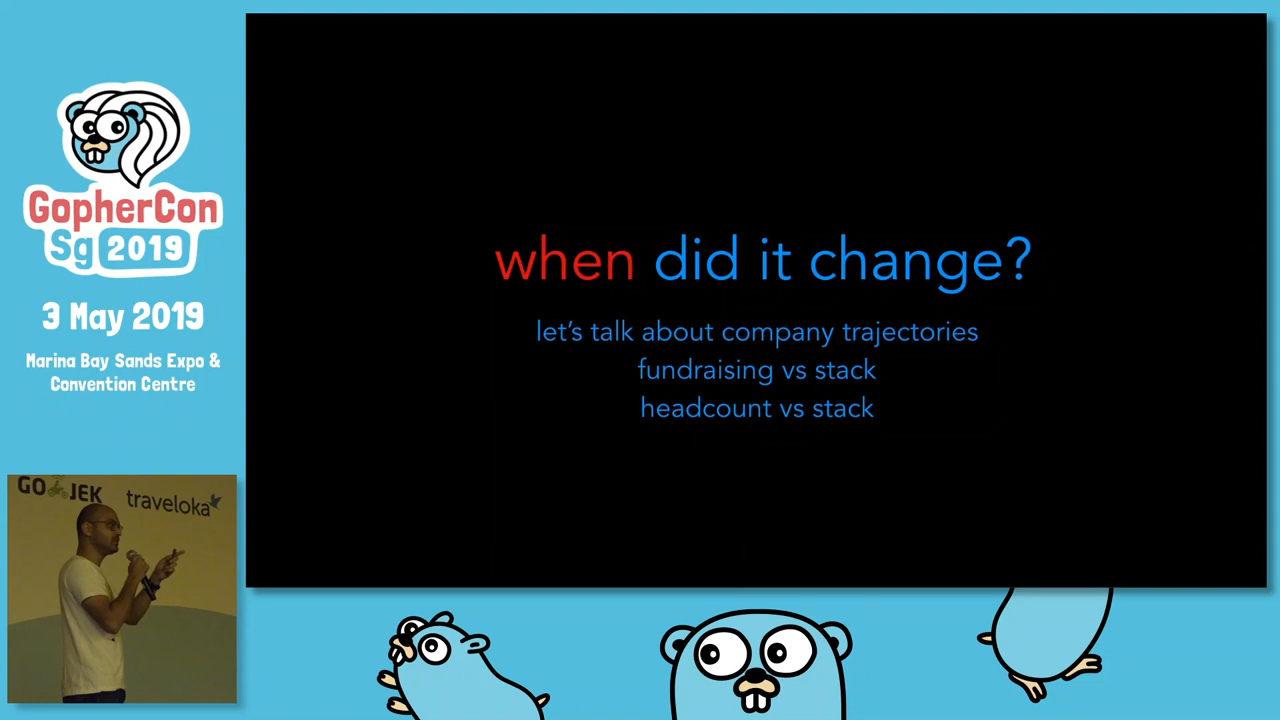 GopherCon
Sg 2019
3 May 2019
Marina Bay Sands Expo &
Convention Centre
when did it change?
let's talk about company trajectories
fundraising vs stack
headcount vs stack
GO JEK
traveloka